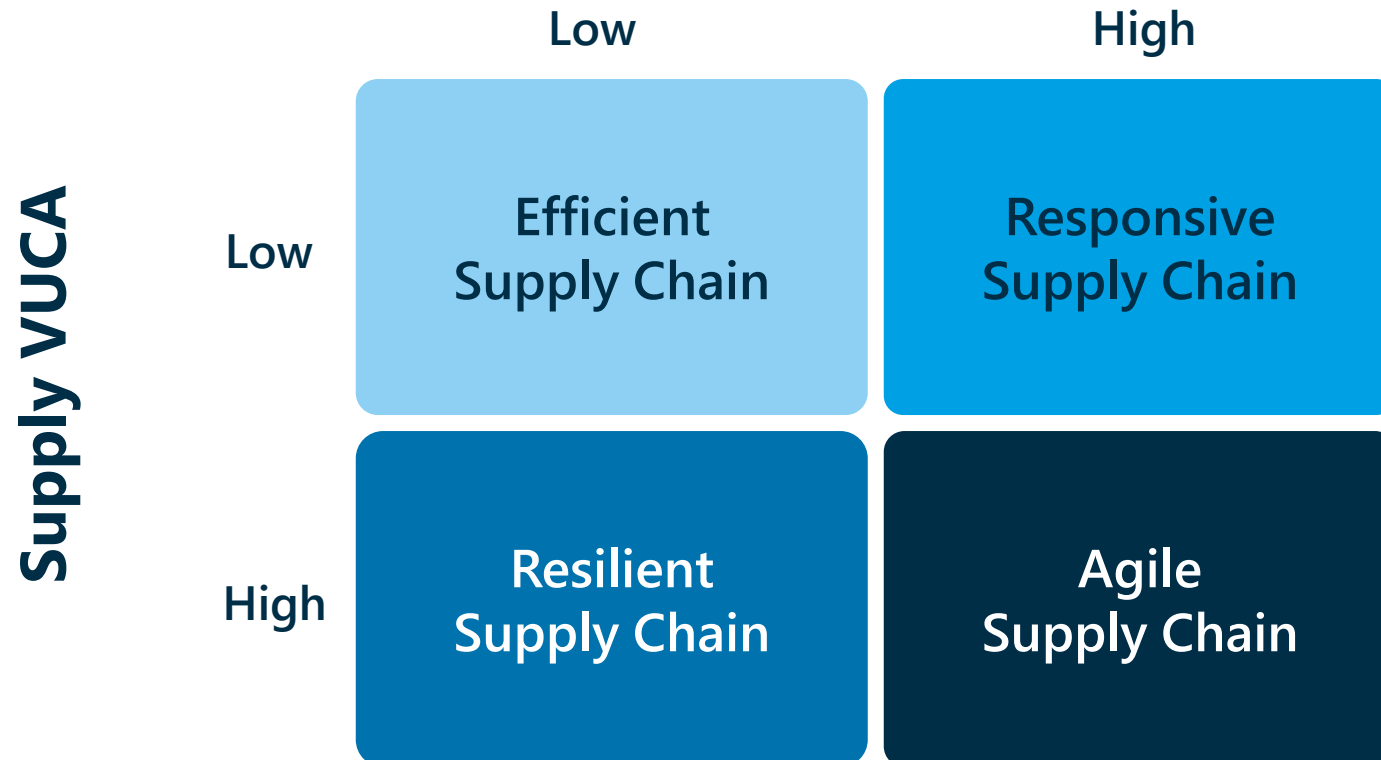 Low
High
Supply VUCA
Low
Efficient
Supply Chain
Responsive
Supply Chain
High
Resilient
Supply Chain
Agile
Supply Chain